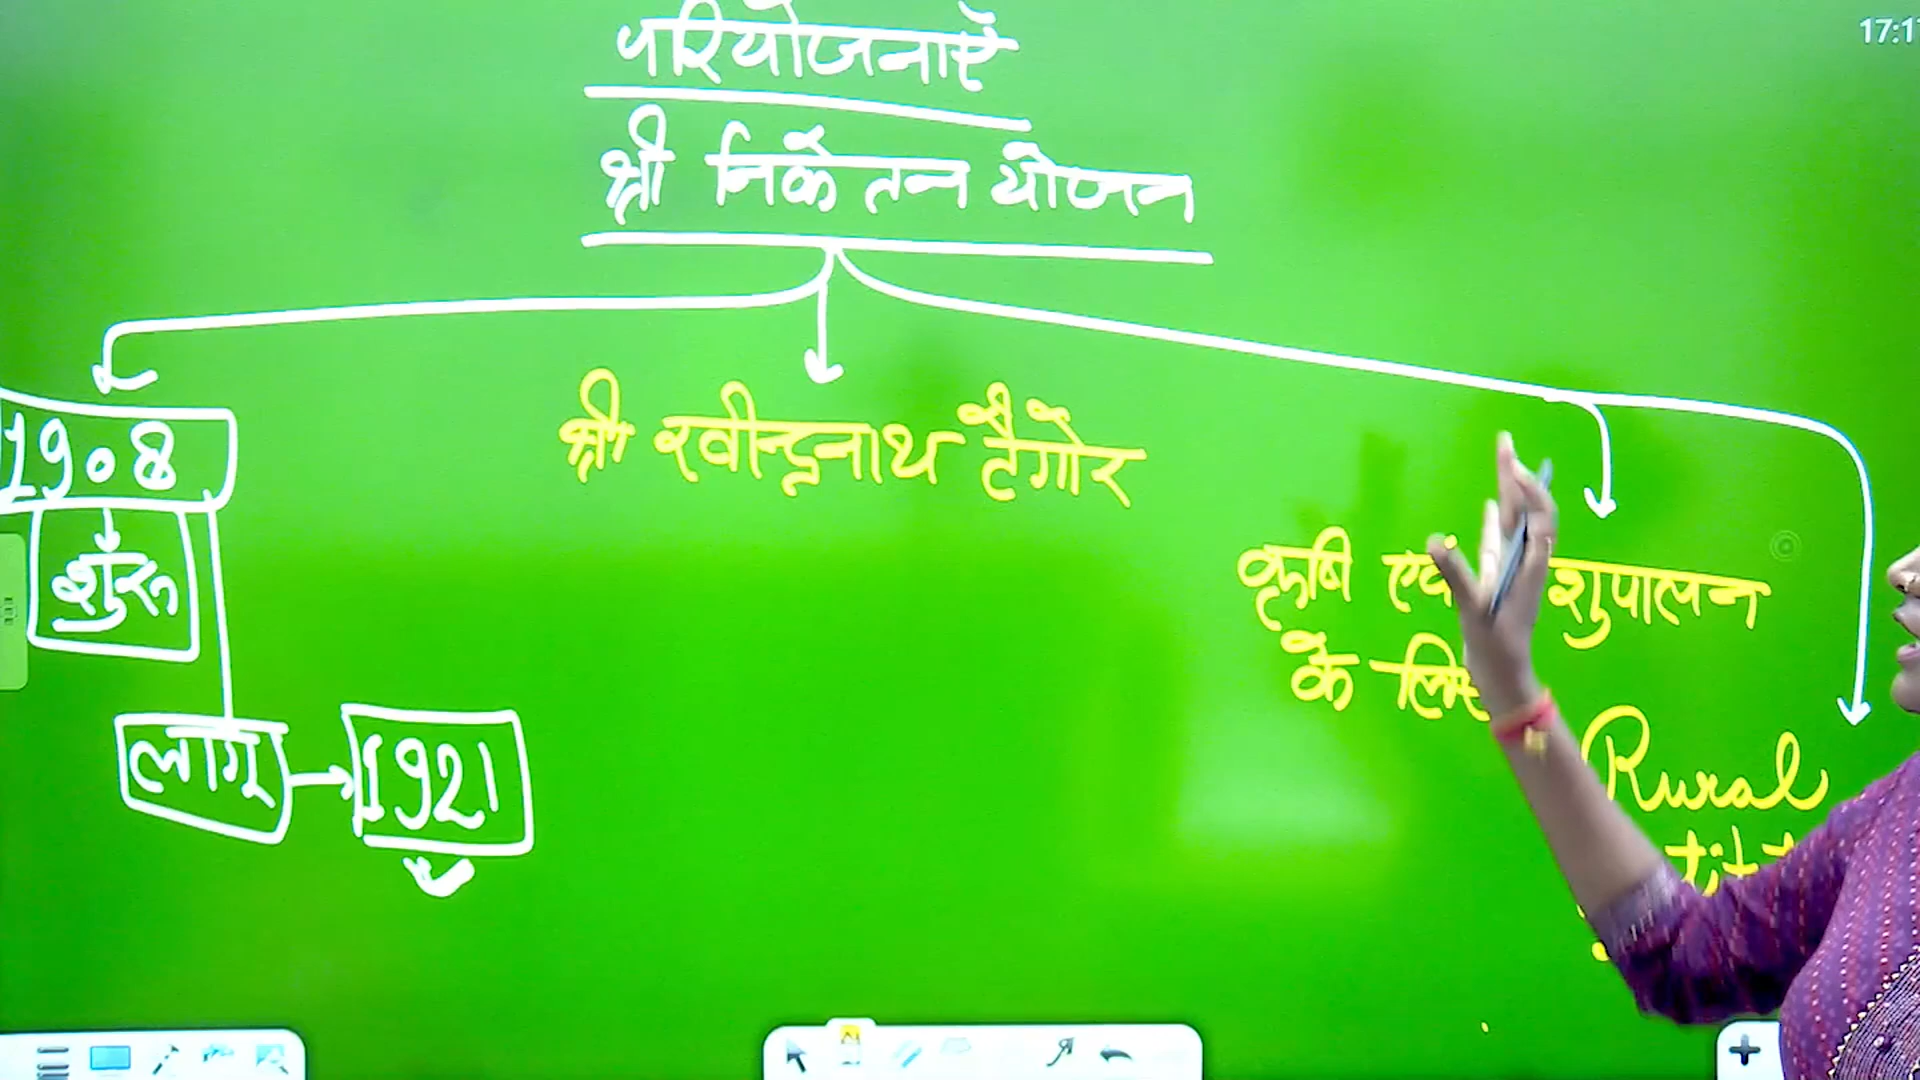 परियोजनाएँ
श्री निकेतन योजन
1908
शुरू
लागू
1921
श्री रवीन्द्रनाथ टैगोर
कृषि
शुपालन
के लिए
Rural
17:1